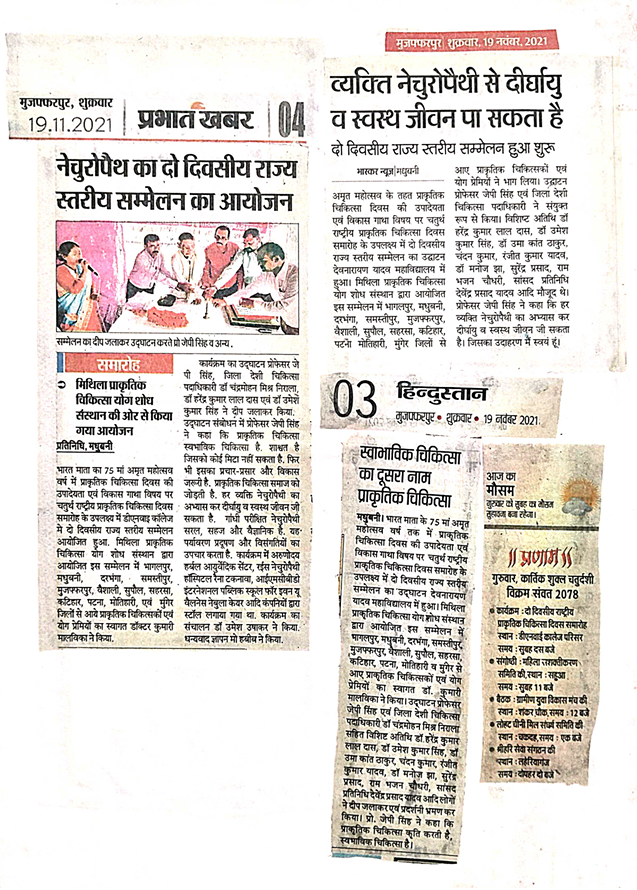 मुजफ्फरपुर, शुक्रवार
19.11.2021
प्रभात खबर
04
नेचुरोपैथ का दो दिवसीय राज्य
स्तरीय सम्मेलन का आयोजन
सम्मेलन का दीप जलाकर उद्घाटन करते प्रो जेपी सिंह व अन्य .
समारोह
मिथिला प्राकृतिक
चिकित्सा योग शोध
संस्थान की ओर से किया
गया आयोजन
प्रतिनिधि, मधुबनी
भारत माता का 75 मां अमृत महोत्सव
वर्ष में प्राकृतिक चिकित्सा दिवस की
उपादेयता एवं विकास गाथा विषय पर
चतुर्थ राष्ट्रीय प्राकृतिक चिकित्सा दिवस
समारोह के उपलक्ष्य में डीएनवाइ कॉलेज
मे दो दिवसीय राज्य स्तरीय सम्मेलन
आयोजित हुआ. मिथिला प्राकृतिक
चिकित्सा योग शोध संस्थान द्वारा
आयोजित इस सम्मेलन में भागलपुर,
मधुबनी, दरभंगा, समस्तीपुर,
मुजफ्फरपुर, वैशाली, सुपौल, सहरसा,
कटिहार, पटना, मोतिहारी, एवं मुंगेर
जिलों से आये प्राकृतिक चिकित्सकों एवं
योग प्रेमियों का स्वागत डॉक्टर कुमारी
मालविका ने किया.
कार्यक्रम का उद्घाटन प्रोफेसर जे
पी सिंह, जिला देशी चिकित्सा
पदाधिकारी डॉ चंद्रमोहन मिश्र निराला,
डॉ हरेंद्र कुमार लाल दास एवं डॉ उमेश
कुमार सिंह ने दीप जलाकर किया.
उद्घाटन संबोधन में प्रोफेसर जेपी सिंह
ने कहा कि प्राकृतिक चिकित्सा
स्वभाविक चिकित्सा है. शाश्वत है
जिसको कोई मिटा नहीं सकता है. फिर
भी इसका प्रचार-प्रसार और विकास
जरुरी है. प्राकृतिक चिकित्सा समाज को
जोड़ती है. हर व्यक्ति नेचुरोपैथी का
अभ्यास कर दीर्घायु व स्वस्थ जीवन जी
सकता है. गांधी परीक्षित नेचुरोपैथी
सरल, सहज और वैज्ञानिक है. यह
पर्यावरण प्रदूषण और विसंगतियों का
उपचार करता है. कार्यक्रम में अरुणोदय
हर्बल आयुर्वेदिक सेंटर, रईस नेचुरोपैथी
हॉस्पिटल रैना टकनावा, आईएमसीबीडी
इंटरनेशनल पब्लिक स्कूल फॉर इवन यू
वैलनेस नेबुला केयर आदि कंपनियों द्वारा
स्टॉल लगाया गया था. कार्यक्रम का
संचालन डॉ उमेश उषाकर ने किया.
धन्यवाद ज्ञापन मो हबीब ने किया.
मुजफ्फरपुर शुक्रवार, 19 नवंबर, 2021
व्यक्ति नेचुरोपैथी से दीर्घायु
व स्वस्थ जीवन पा सकता है
दो दिवसीय राज्य स्तरीय सम्मेलन हुआ शुरू
भास्कर न्यूज | मधुबनी
अमृत महोत्सव के तहत प्राकृतिक
चिकित्सा दिवस की उपादेयता
एवं विकास गाथा विषय पर चतुर्थ
राष्ट्रीय प्राकृतिक चिकित्सा दिवस
समारोह के उपलक्ष्य में दो दिवसीय
राज्य स्तरीय सम्मेलन का उद्घाटन
देवनारायण यादव महाविद्यालय में
हुआ। मिथिला प्राकृतिक चिकित्सा
योग शोध संस्थान द्वारा आयोजित
इस सम्मेलन में भागलपुर, मधुबनी,
दरभंगा, समस्तीपुर, मुजफ्फरपुर,
वैशाली, सुपौल, सहरसा, कटिहार,
पटना मोतिहारी, एवं मुंगेर जिलों से
आए प्राकृतिक चिकित्सकों एवं
योग प्रेमियों ने भाग लिया। उद्घाटन
प्रोफेसर जेपी सिंह एवं जिला देशी
चिकित्सा पदाधिकारी ने संयुक्त
रूप से किया। विशिष्ट अतिथि डॉ
हरेंद्र कुमार लाल दास, डॉ उमेश
कुमार सिंह, डॉ उमा कांत ठाकुर,
चंदन कुमार, रंजीत कुमार यादव,
डॉ मनोज झा, सुरेंद्र प्रसाद, राम
भजन चौधरी, सांसद प्रतिनिधि
देवेंद्र प्रसाद यादव आदि मौजूद थे।
प्रोफेसर जेपी सिंह ने कहा कि हर
व्यक्ति नेचुरोपैथी का अभ्यास कर
दीर्घायु व स्वस्थ जीवन जी सकता
है। जिसका उदाहरण मैं स्वयं हूं।
03 हिन्दुस्तान
मुजफ्फरपुर • शुक्रवार • 19 नवंबर 2021
स्वाभाविक चिकित्सा
का दूसरा नाम
प्राकृतिक चिकित्सा
मधुबनी। भारत माता के 75 मां अमृत
महोत्सव वर्ष तक में प्राकृतिक
चिकित्सा दिवस की उपादेयता एवं
विकास गाथा विषय पर चतुर्थ राष्ट्रीय
प्राकृतिक चिकित्सा दिवस समारोह के
उपलक्ष्य में दो दिवसीय राज्य स्तरीय
सम्मेलन का उद्घाटन देवनारायण
यादव महाविद्यालय में हुआ। मिथिला
प्राकृतिक चिकित्सा योग शोध संस्थान
द्वारा आयोजित इस सम्मेलन में
भागलपुर, मधुबनी, दरभंगा, समस्तीपुर,
मुजफ्फरपुर, वैशाली, सुपौल, सहरसा,
कटिहार, पटना, मोतिहारी व मुंगेर से
आए प्राकृतिक चिकित्सकों एवं योग
प्रेमियों का स्वागत डॉ. कुमारी
मालविका ने किया। उद्घाटन प्रोफेसर
जेपी सिंह एवं जिला देशी चिकित्सा
पदाधिकारी डॉ चंद्रमोहन मिश्र निराला
सहित विशिष्ट अतिथि डॉ हरेंद्र कुमार
लाल दास, डॉ उमेश कुमार सिंह, डॉ
उमा कांत ठाकुर, चंदन कुमार, रंजीत
कुमार यादव, डॉ मनोज झा, सुरेंद्र
प्रसाद, राम भजन चौधरी, सांसद
प्रतिनिधि देवेंद्र प्रसाद यादव आदि लोगों
ने दीप जलाकर एवं प्रदर्शनी भ्रमण कर
किया। प्रो. जेपी सिंह ने कहा कि
प्राकृतिक चिकित्सा कृति करती है,
स्वभाविक चिकित्सा है।
आज का
मौसम
गुरुवार को सुबह का मौसम
सुहावना बना रहेगा।
॥ प्रणाम ॥
गुरुवार, कार्तिक शुक्ल चतुर्दशी
विक्रम संवत 2078
• कार्यक्रम : दो दिवसीय राष्ट्रीय
प्राकृतिक चिकित्सा दिवस समारोह
स्थान : डीएनवाई कालेज परिसर
समय : सुबह दस बजे
• संगोष्ठी : महिला सशक्तीकरण
समिति की, स्थान : सहुआ
समय : सुबह 11 बजे
• बैठक : ग्रामीण युवा विकास मंच की
स्थान : शंकर चौक, समय : 12 बजे
• लोहट चीनी मिल संघर्ष समिति की
स्थान : चकदह, समय : एक बजे
• श्रीहरि सेवा संगठन की
स्थान : लहेरियागंज
समय : दोपहर दो बजे